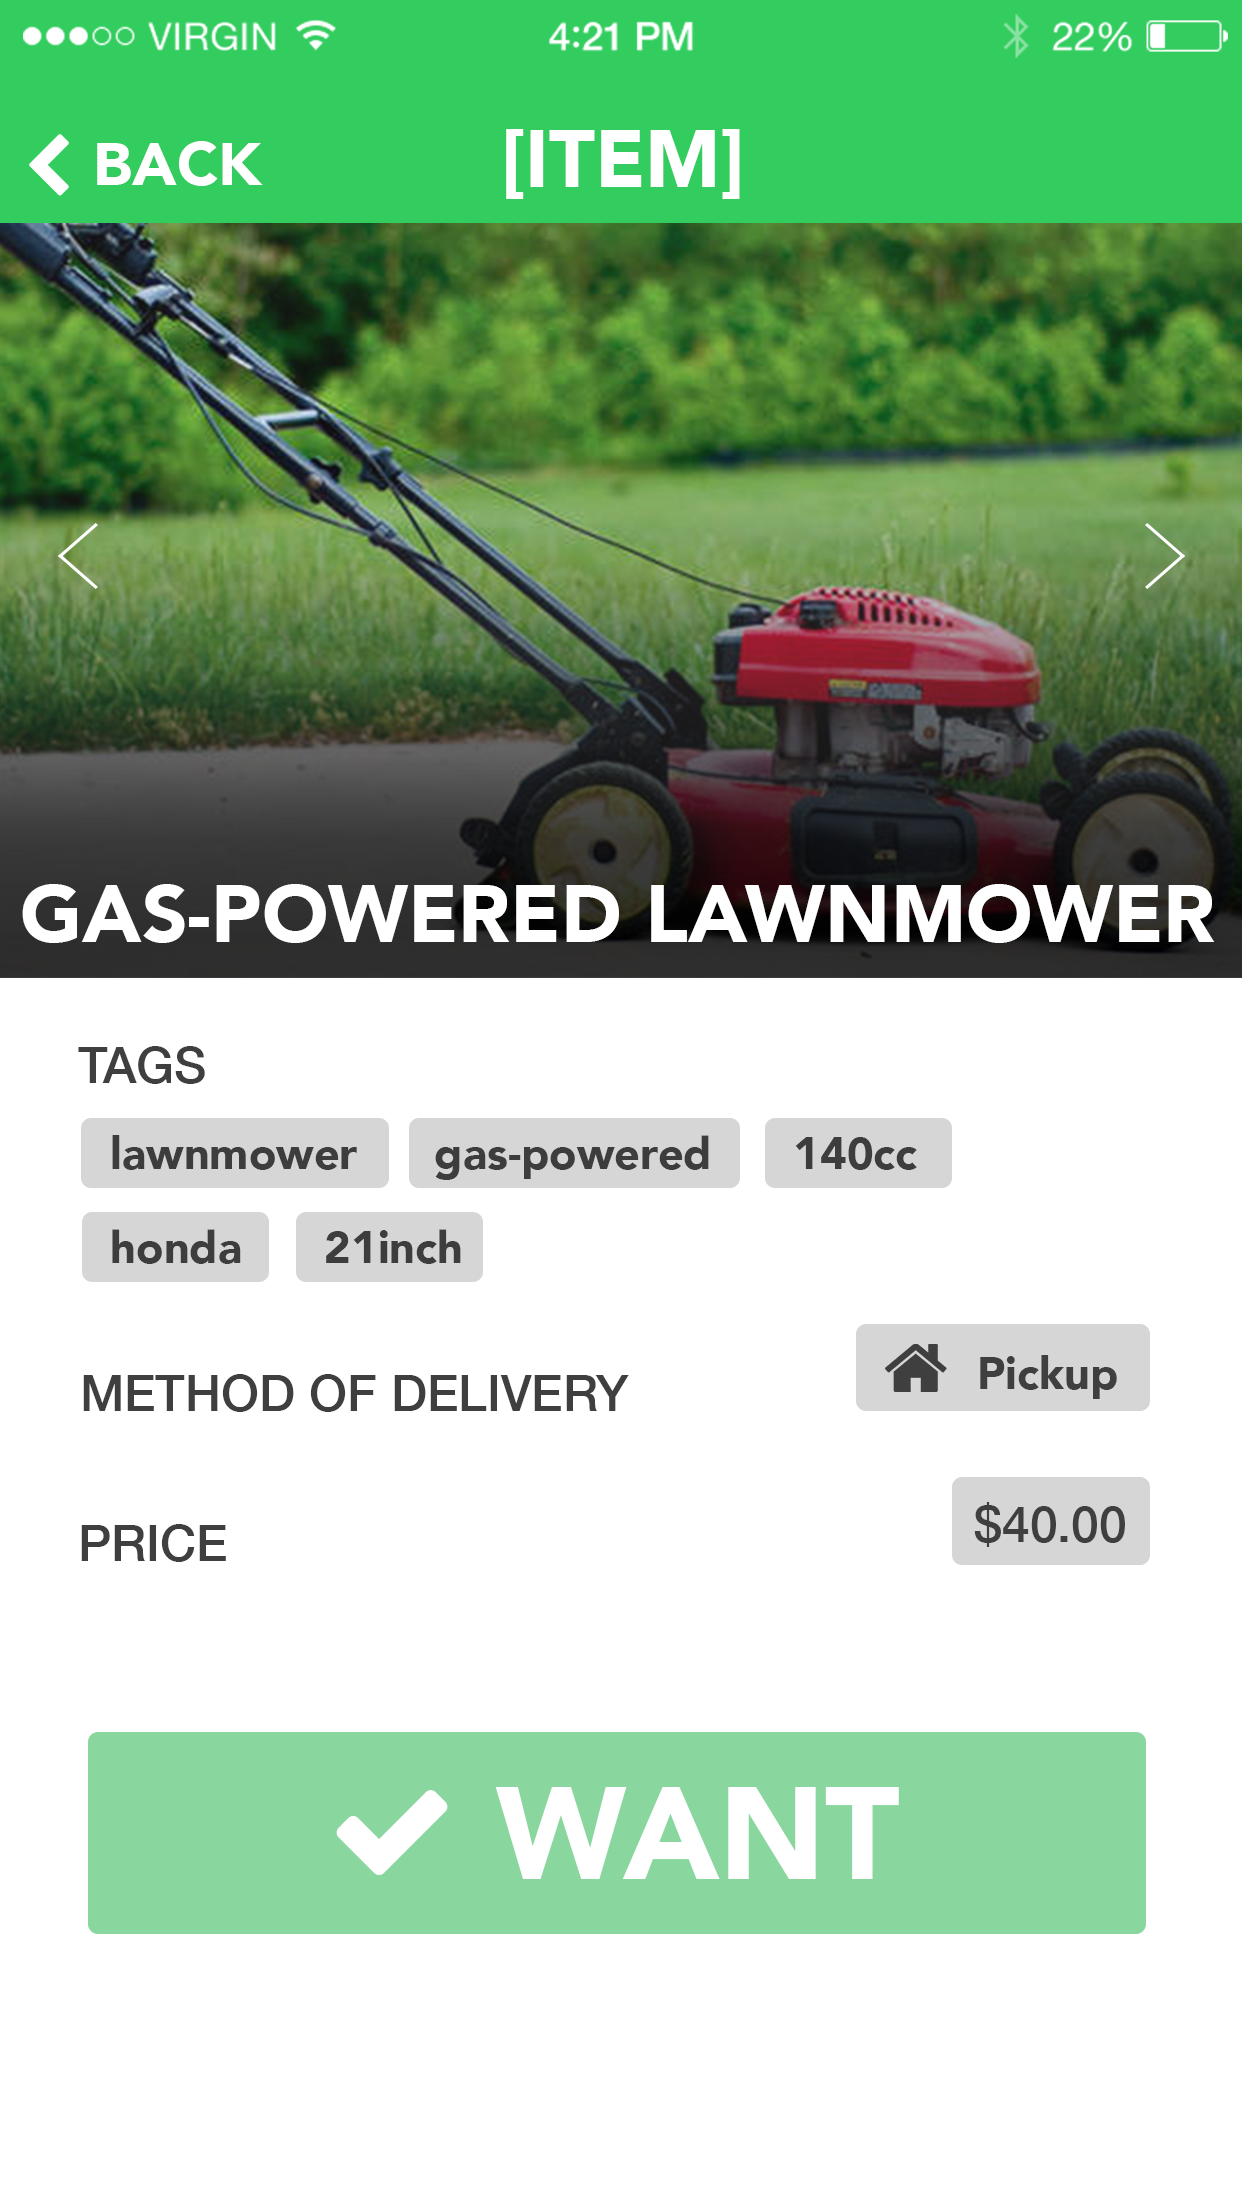 VIRGIN 4:21 PM 22%
BACK [ITEM]
GAS-POWERED LAWNMOWER
TAGS
lawnmower gas-powered 140cc
honda 21inch
METHOD OF DELIVERY Pickup
PRICE $40.00
WANT